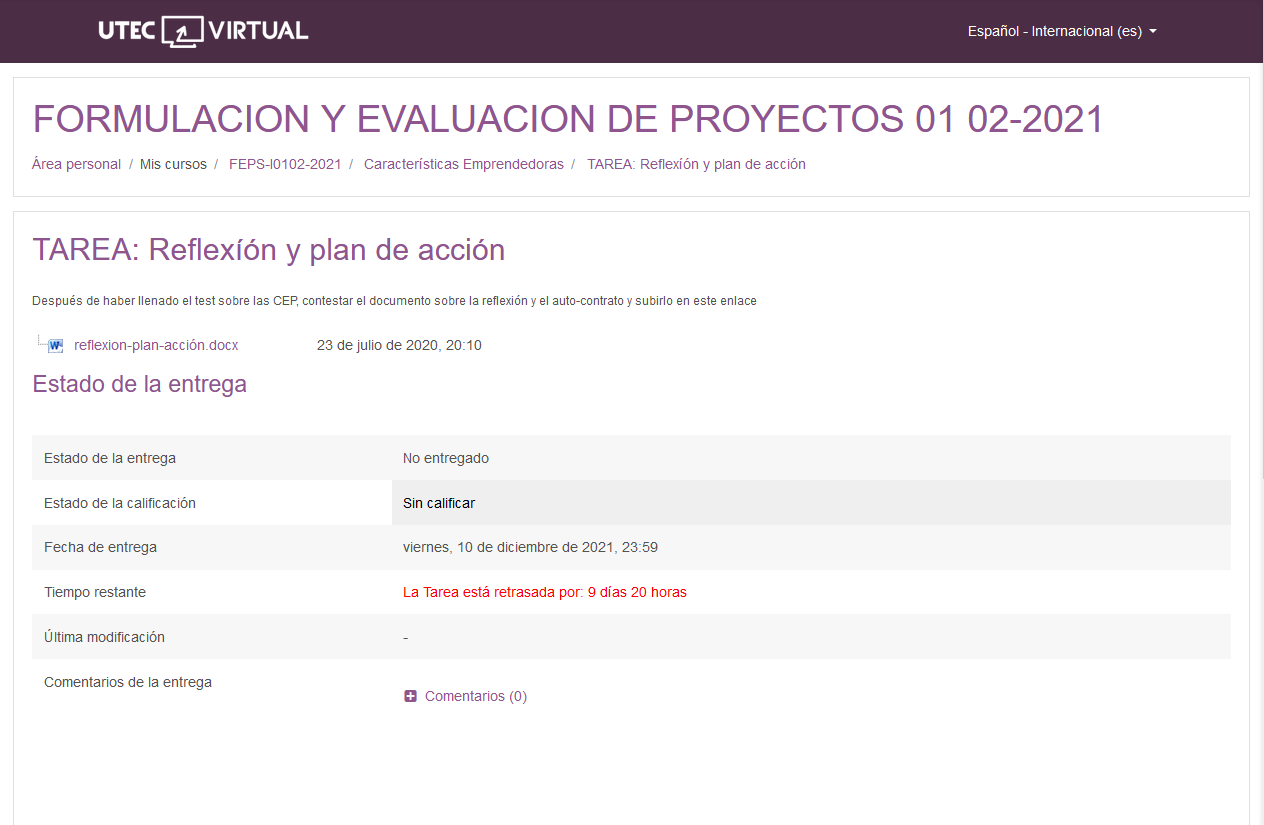 UTEC VIRTUAL
Español - Internacional (es)
FORMULACION Y EVALUACION DE PROYECTOS 01 02-2021
Área personal / Mis cursos / FEPS-I0102-2021 / Características Emprendedoras / TAREA: Reflexíón y plan de acción
TAREA: Reflexíón y plan de acción
Después de haber llenado el test sobre las CEP, contestar el documento sobre la reflexión y el auto-contrato y subirlo en este enlace
reflexion-plan-acción.docx 23 de julio de 2020, 20:10
Estado de la entrega
Estado de la entrega No entregado
Estado de la calificación Sin calificar
Fecha de entrega viernes, 10 de diciembre de 2021, 23:59
Tiempo restante La Tarea está retrasada por: 9 días 20 horas
Última modificación -
Comentarios de la entrega
Comentarios (0)